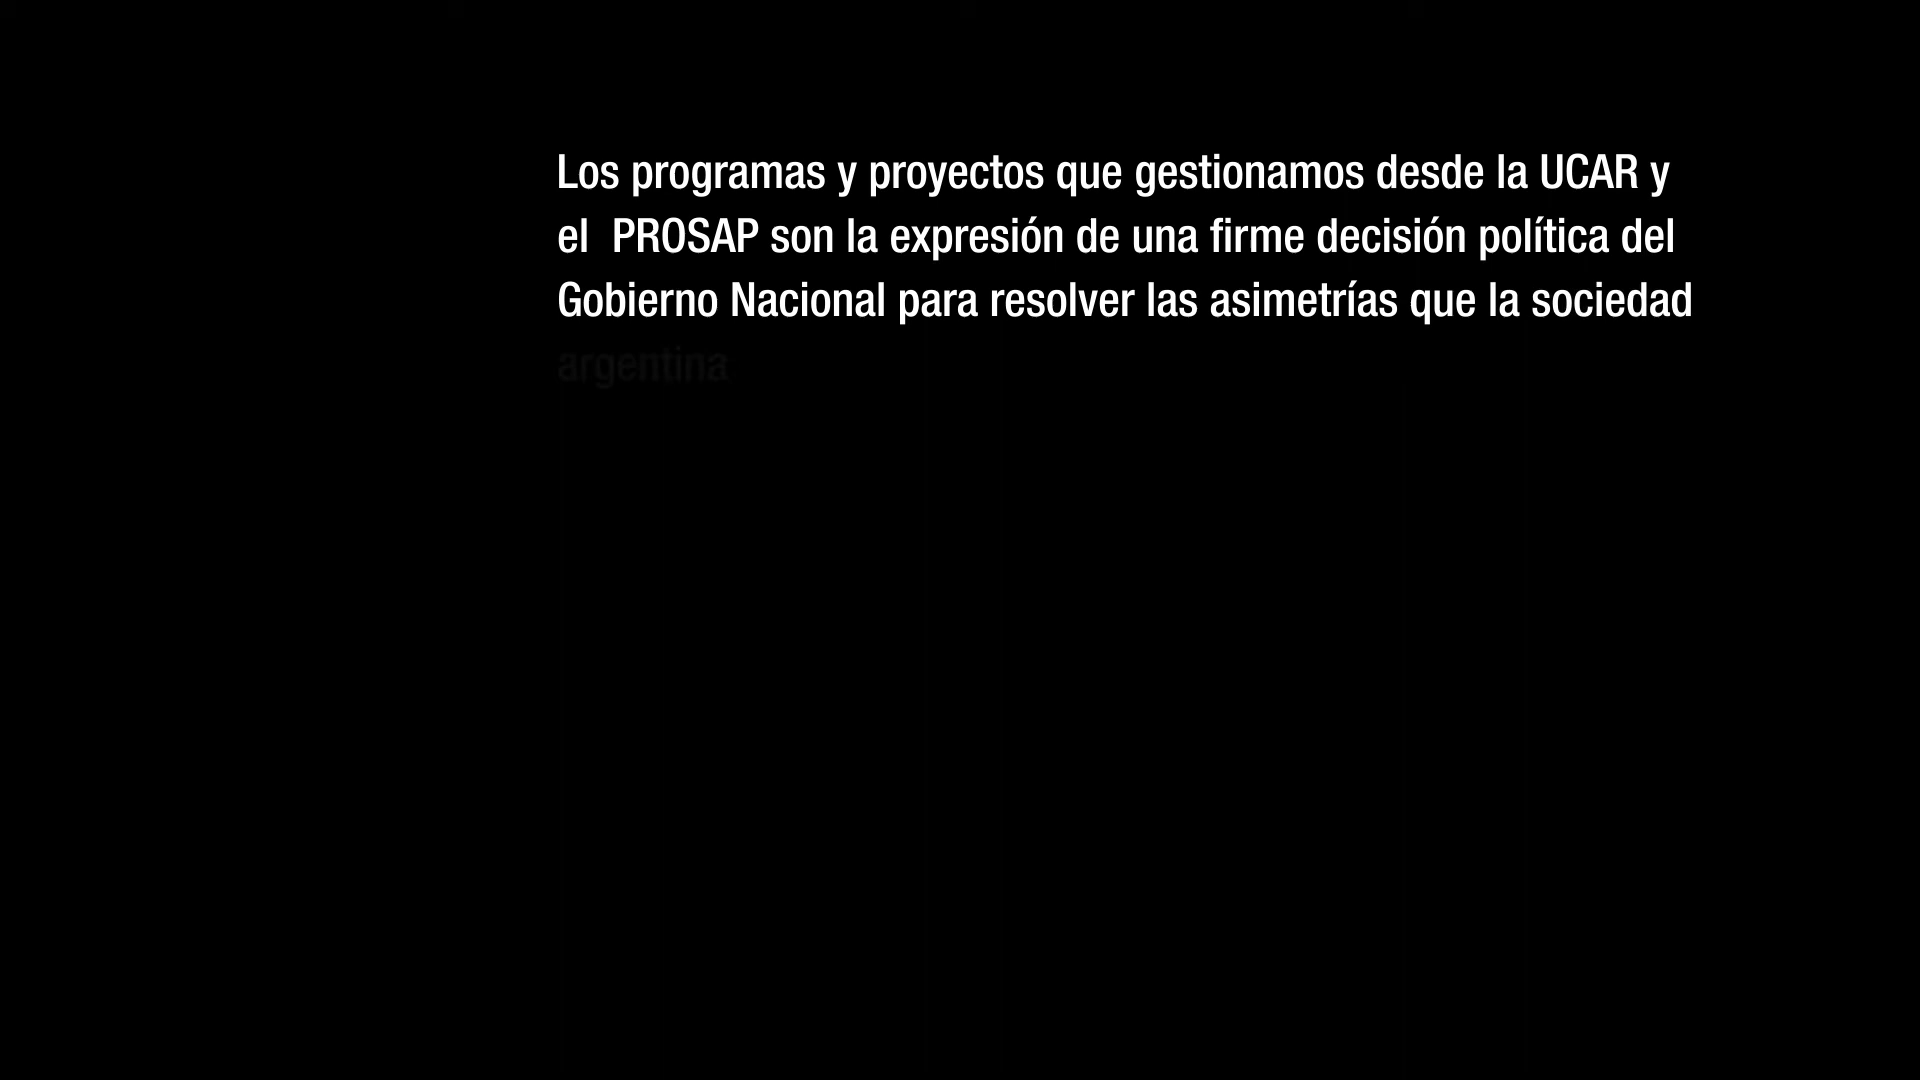 Los programas y proyectos que gestionamos desde la UCAR y
el  PROSAP son la expresión de una firme decisión política del
Gobierno Nacional para resolver las asimetrías que la sociedad
argentina